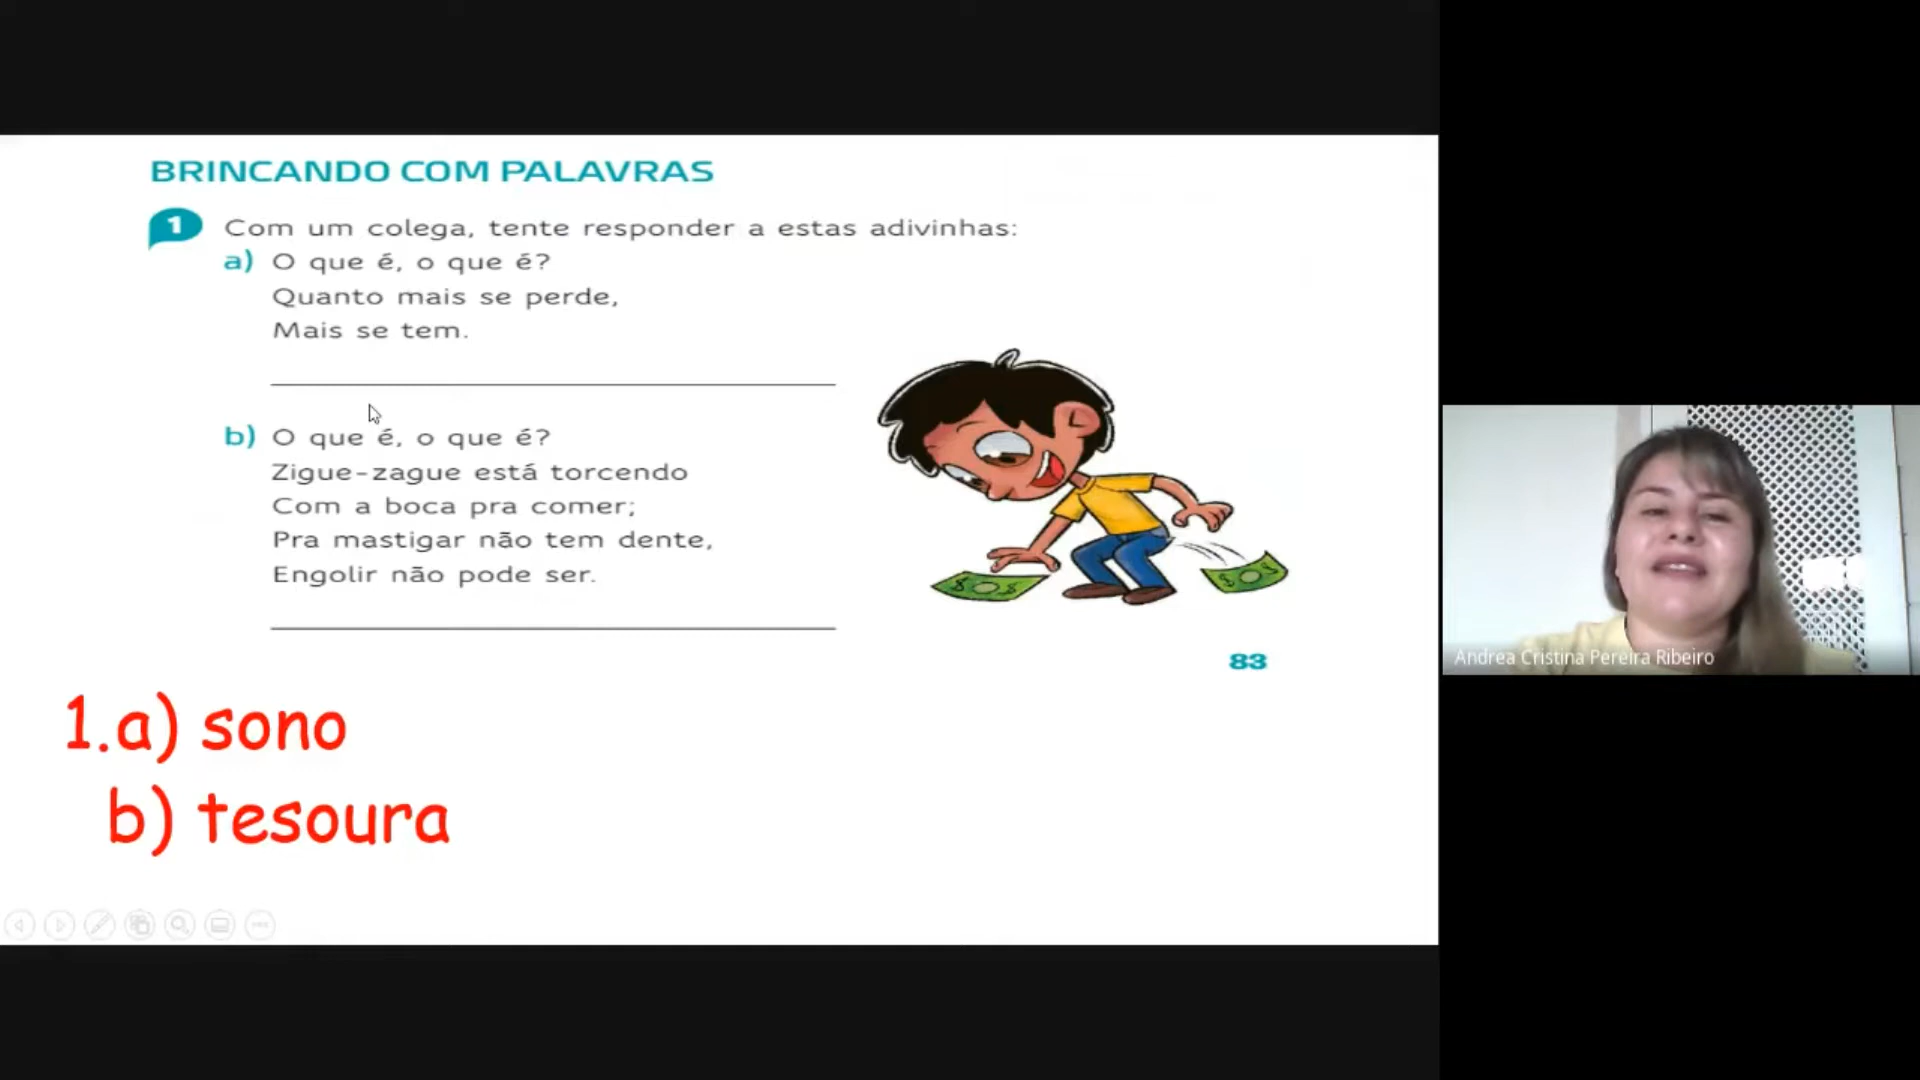 BRINCANDO COM PALAVRAS
1 Com um colega, tente responder a estas adivinhas:
a) O que é, o que é?
Quanto mais se perde,
Mais se tem.
b) O que é, o que é?
Zigue-zague está torcendo
Com a boca pra comer;
Pra mastigar não tem dente,
Engolir não pode ser.
83
1.a) sono
b) tesoura
Andrea Cristina Pereira Ribeiro